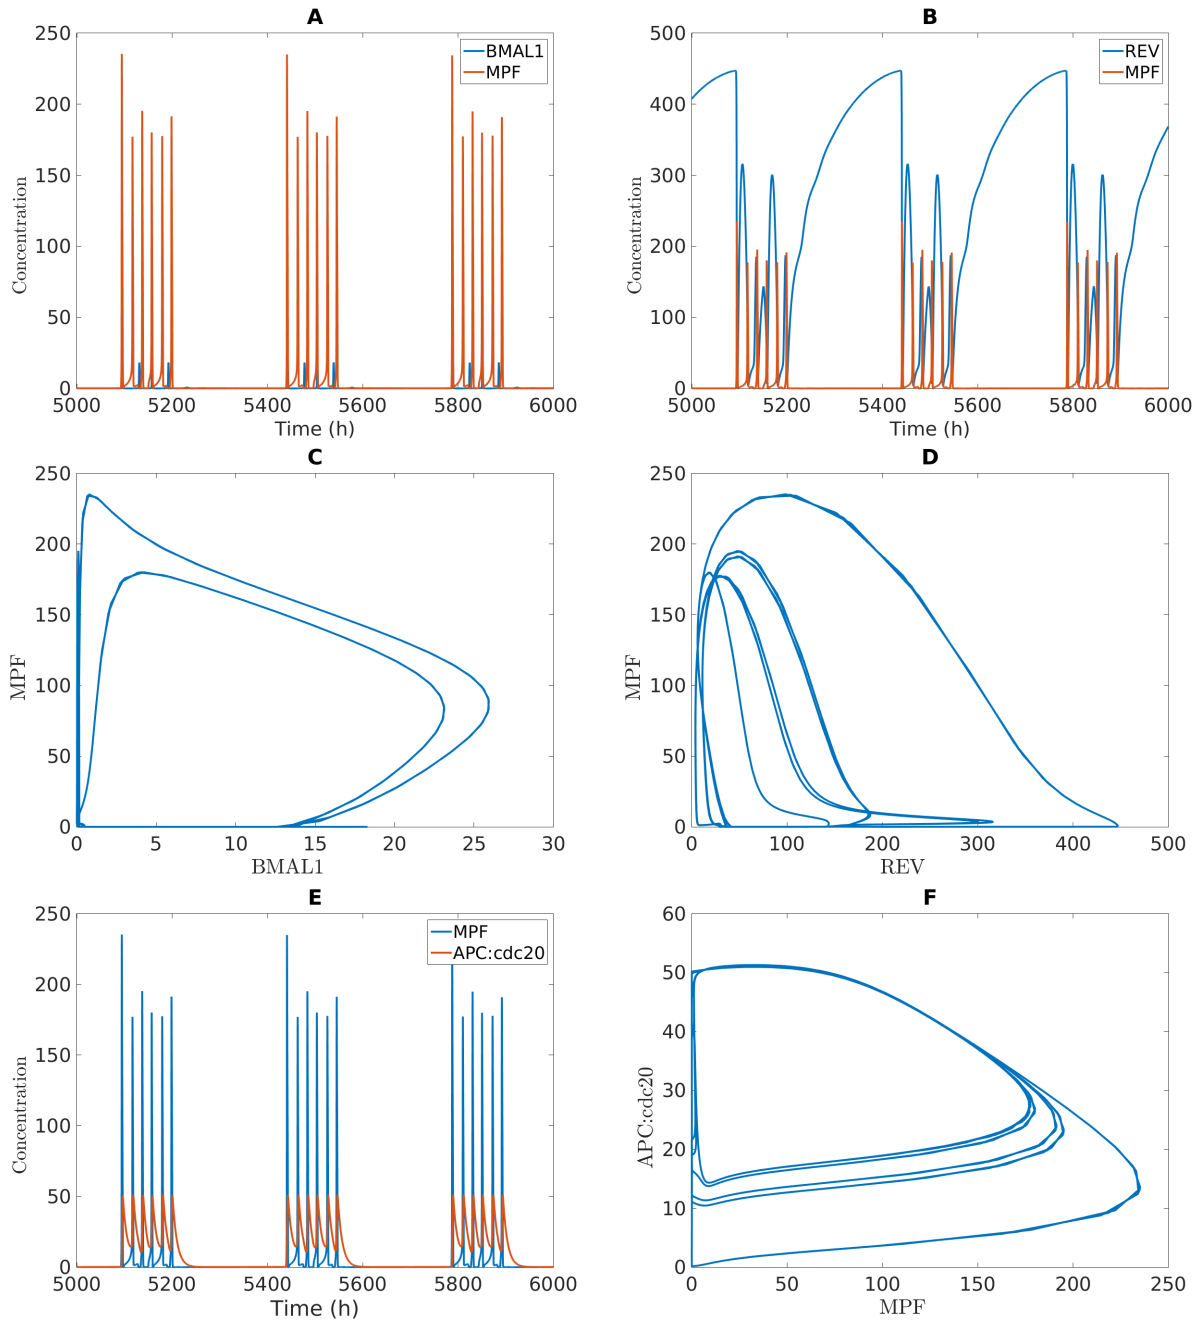 A
250
200
150
100
50
0
Concentration
BMAL1
MPF
5000 5200 5400 5600 5800 6000
Time (h)
B
500
400
300
200
100
0
Concentration
REV
MPF
5000 5200 5400 5600 5800 6000
Time (h)
C
250
200
150
100
50
0
MPF
0 5 10 15 20 25 30
BMAL1
D
250
200
150
100
50
0
MPF
0 100 200 300 400 500
REV
E
250
200
150
100
50
0
Concentration
MPF
APC:cdc20
5000 5200 5400 5600 5800 6000
Time (h)
F
60
50
40
30
20
10
0
APC:cdc20
0 50 100 150 200 250
MPF